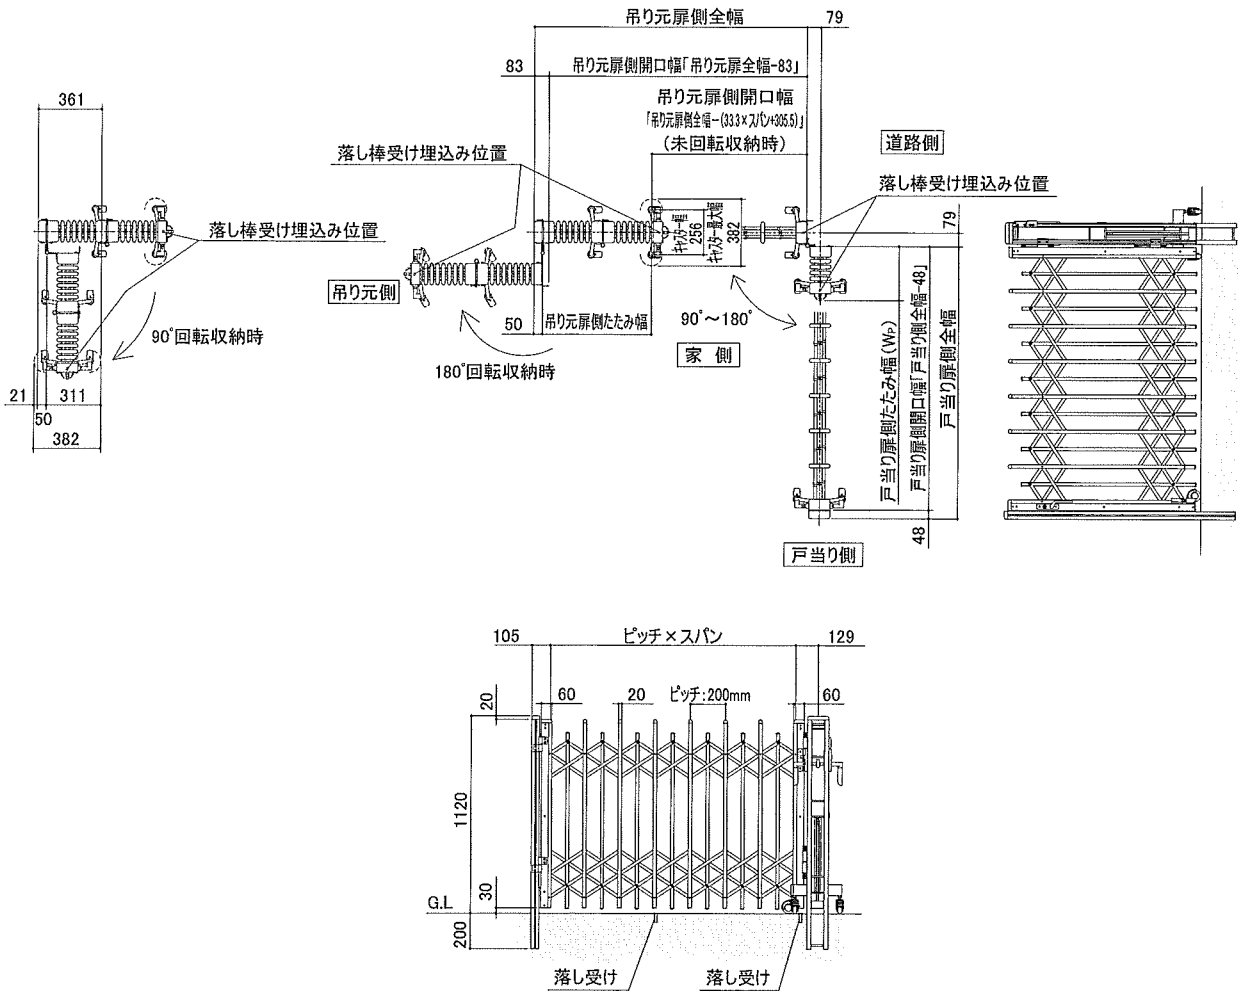 吊り元扉側全幅
79
83
吊り元扉側開口幅「吊り元扉全幅-83」
361
吊り元扉側開口幅
「吊り元扉側全幅-(33.3×スパン+305.5)」
(未回転収納時)
道路側
落し棒受け埋込み位置
落し棒受け埋込み位置
落し棒受け埋込み位置
79
キャスター幅
256
キャスター最大幅
382
吊り元側
50
吊り元扉側たたみ幅
90°~180°
家 側
90°回転収納時
180°回転収納時
21
311
50
382
戸当り扉側たたみ幅(WP)
戸当り扉側開口幅「戸当り側全幅-48」
戸当り扉側全幅
48
戸当り側
105
ピッチ×スパン
129
20
60
20
ピッチ:200mm
60
1120
30
G.L
200
落し受け
落し受け